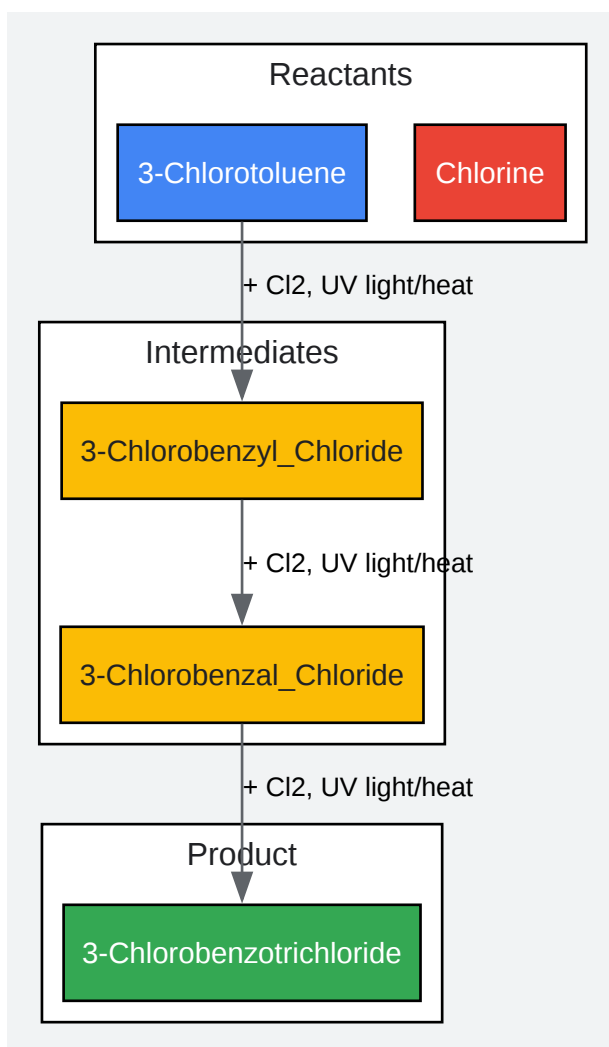 Reactants
3-Chlorotoluene
Chlorine
+ Cl2, UV light/heat
Intermediates
3-Chlorobenzyl_Chloride
+ Cl2, UV light/heat
3-Chlorobenzal_Chloride
+ Cl2, UV light/heat
Product
3-Chlorobenzotrichloride